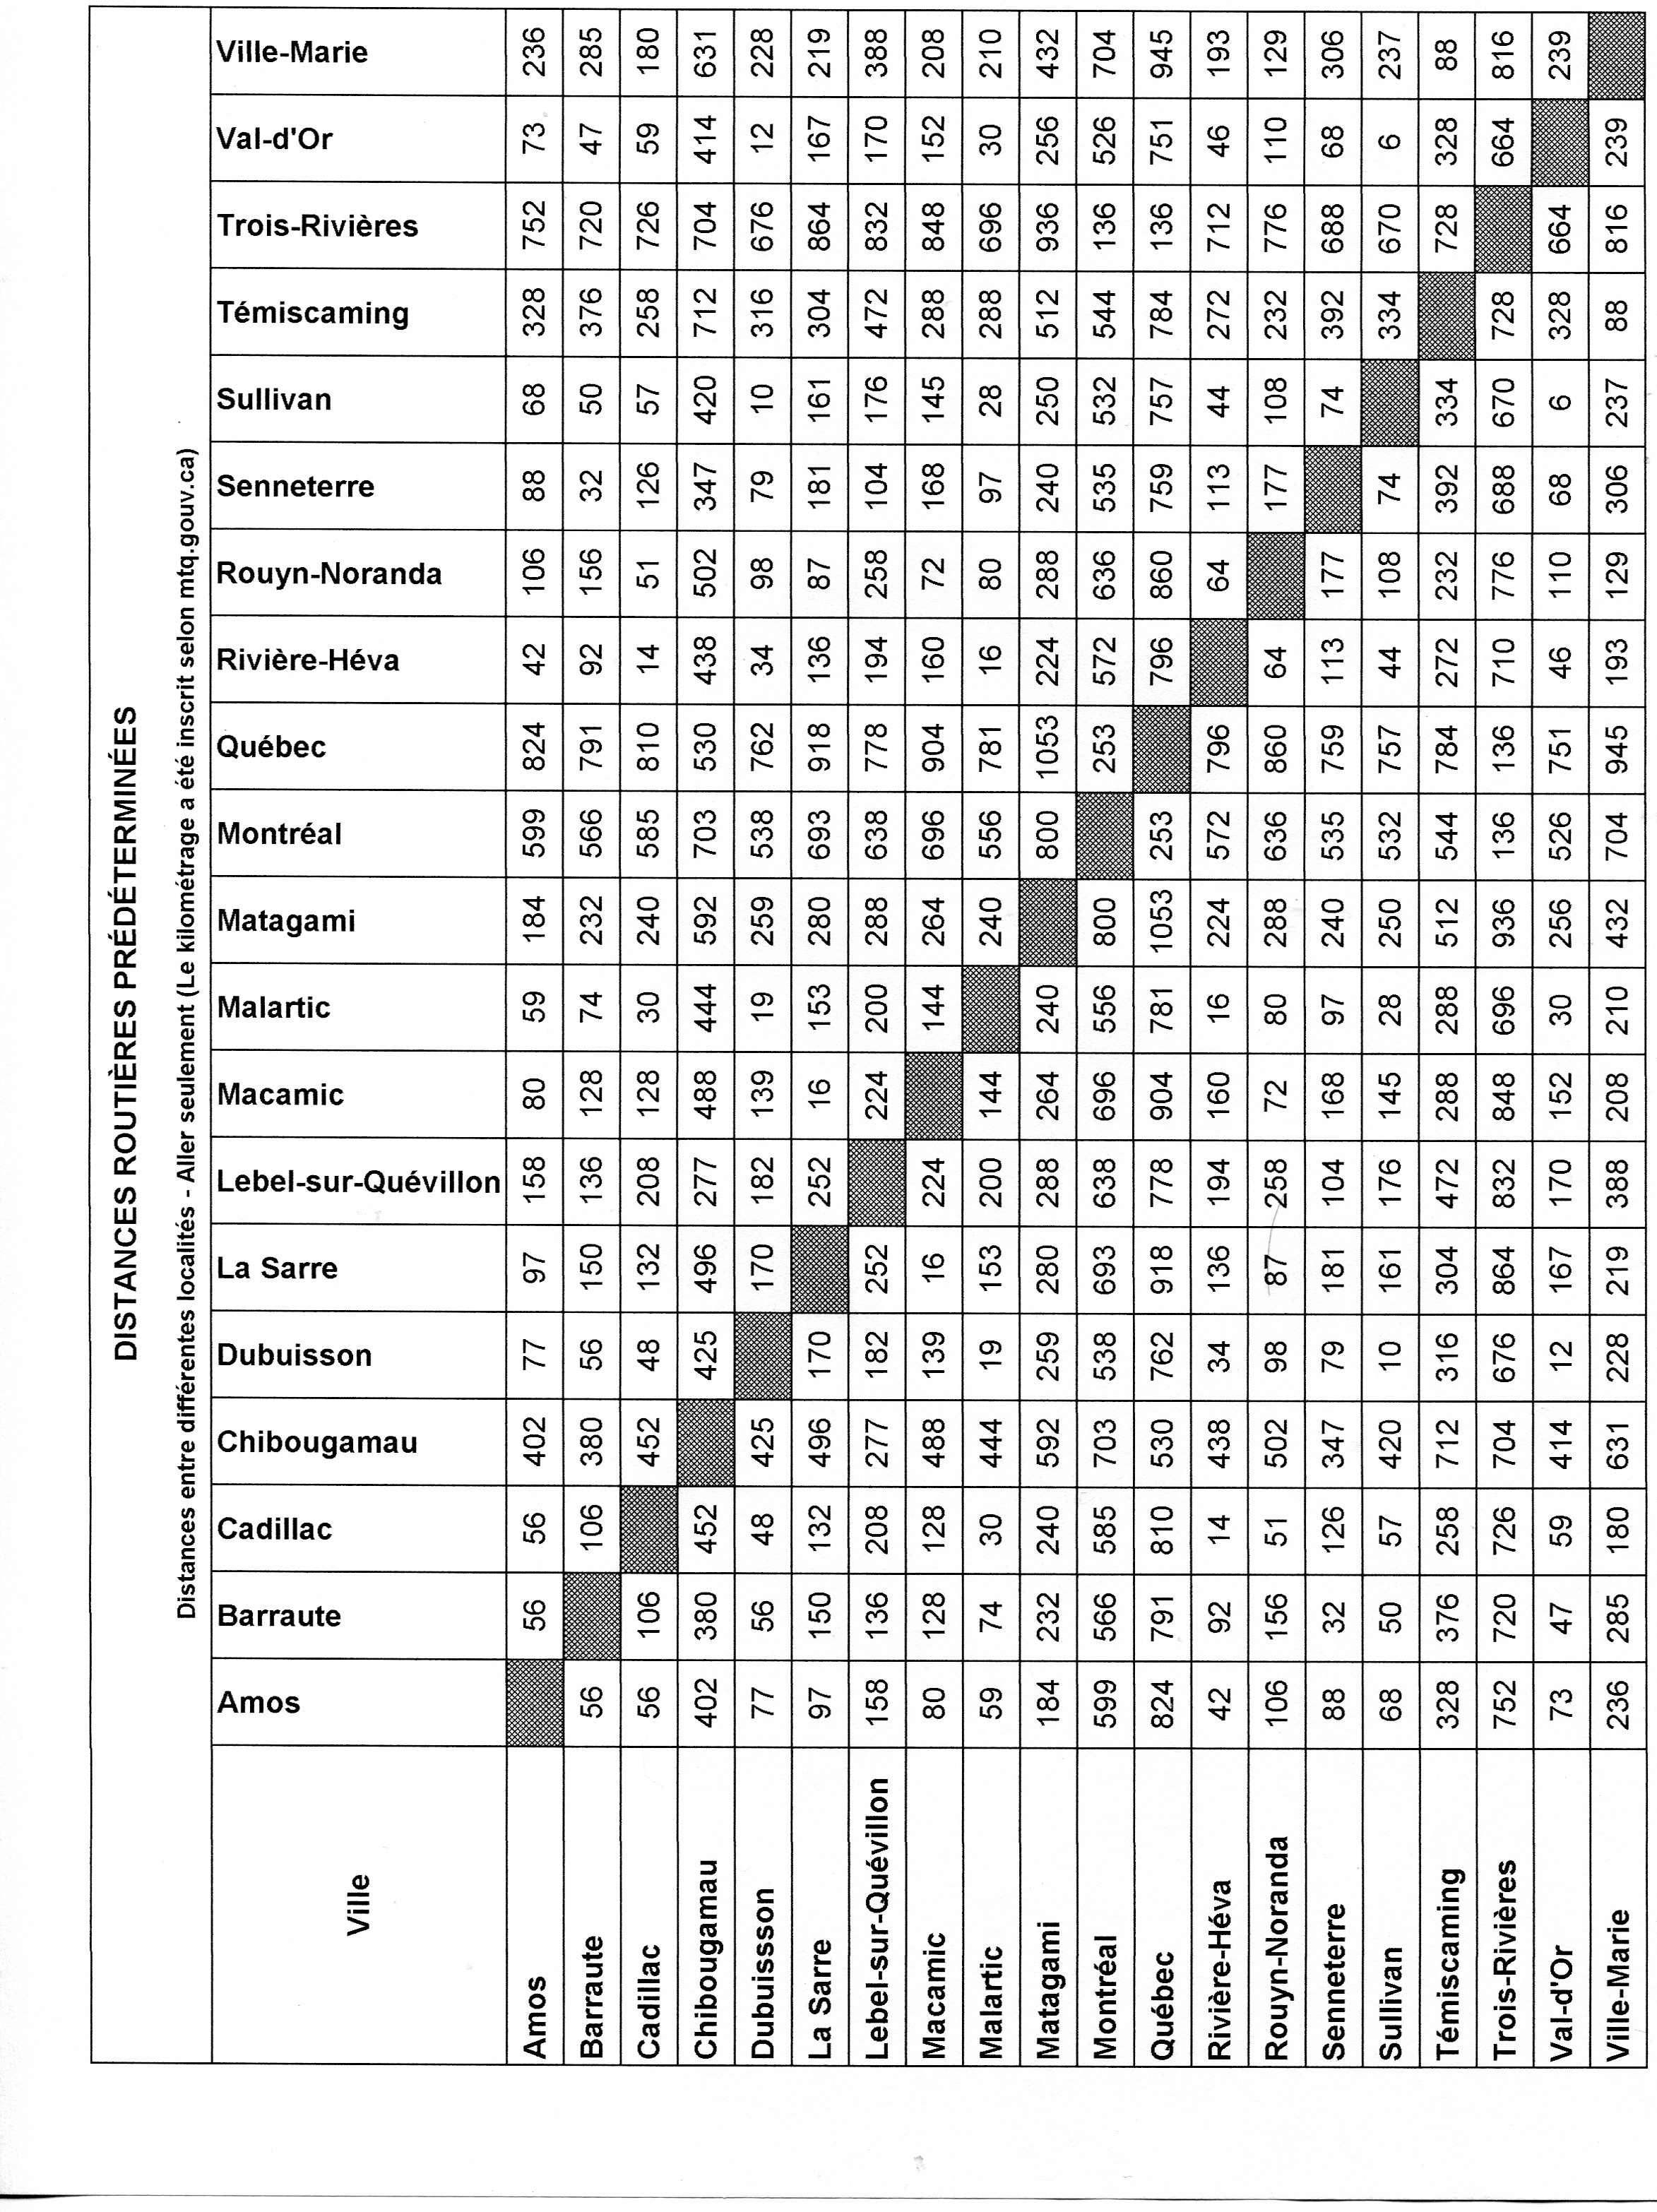 DISTANCES ROUTIÈRES PRÉDÉTERMINÉES
Distances entre différentes localités - Aller seulement (Le kilométrage a été inscrit selon mtq.gouv.ca)
Ville Amos Barraute Cadillac Chibougamau Dubuisson La Sarre Lebel-sur-Quévillon Macamic Malartic Matagami Montréal Québec Rivière-Héva Rouyn-Noranda Senneterre Sullivan Témiscaming Trois-Rivières Val-d'Or Ville-Marie
Amos 56 56 402 77 97 158 80 59 184 599 824 42 106 88 68 328 752 73 236
Barraute 56 106 380 56 150 136 128 74 232 566 791 92 156 32 50 376 720 47 285
Cadillac 56 106 452 48 132 208 128 30 240 585 810 14 51 126 57 258 726 59 180
Chibougamau 402 380 452 425 496 277 488 444 592 703 530 438 502 347 420 712 704 414 631
Dubuissson 77 56 48 425 170 182 139 19 259 538 762 34 98 79 10 316 676 12 228
La Sarre 97 150 132 496 170 252 16 153 280 693 918 136 87 181 161 304 864 167 219
Lebel-sur-Quévillon 158 136 208 277 182 252 224 200 288 638 778 194 258 104 176 472 832 170 388
Macamic 80 128 128 488 139 16 224 144 264 696 904 160 72 168 145 288 848 152 208
Malartic 59 74 30 444 19 153 200 144 240 556 781 16 80 97 28 288 696 30 210
Matagami 184 232 240 592 259 280 288 264 240 800 1053 224 288 240 250 512 936 256 432
Montréal 599 566 585 703 538 693 638 696 556 800 253 572 636 535 532 544 136 526 704
Québec 824 791 810 530 762 918 778 904 781 1053 253 796 860 759 757 784 136 751 945
Rivière-Héva 42 92 14 438 34 136 194 160 16 224 572 796 64 113 44 272 712 46 193
Rouyn-Noranda 106 156 51 502 98 87 258 72 80 288 636 860 64 177 108 232 776 110 129
Senneterre 88 32 126 347 79 181 104 168 97 240 535 759 113 177 74 392 688 68 306
Sullivan 68 50 57 420 10 161 176 145 28 250 532 757 44 108 74 334 670 6 237
Témiscaming 328 376 258 712 316 304 472 288 288 512 544 784 272 232 392 334 728 328 88
Trois-Rivières 752 720 726 704 676 864 832 848 696 936 136 136 710 776 688 670 728 664 816
Val-d'Or 73 47 59 414 12 167 170 152 30 256 526 751 46 110 68 6 328 664 239
Ville-Marie 236 285 180 631 228 219 388 208 210 432 704 945 193 129 306 237 88 816 239